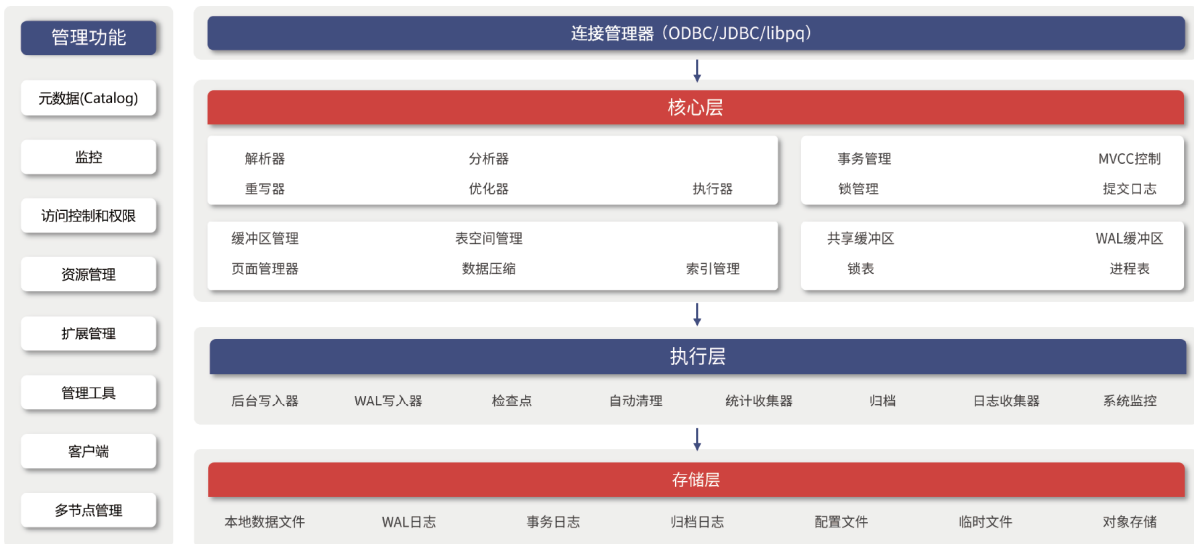 管理功能
元数据(Catalog)
监控
访问控制和权限
资源管理
扩展管理
管理工具
客户端
多节点管理
连接管理器（ODBC/JDBC/libpq）
核心层
解析器 分析器
重写器 优化器 执行器
事务管理 MVCC控制
锁管理 提交日志
缓冲区管理 表空间管理
页面管理器 数据压缩 索引管理
共享缓冲区 WAL缓冲区
锁表 进程表
执行层
后台写入器 WAL写入器 检查点 自动清理 统计收集器 归档 日志收集器 系统监控
存储层
本地数据文件 WAL日志 事务日志 归档日志 配置文件 临时文件 对象存储